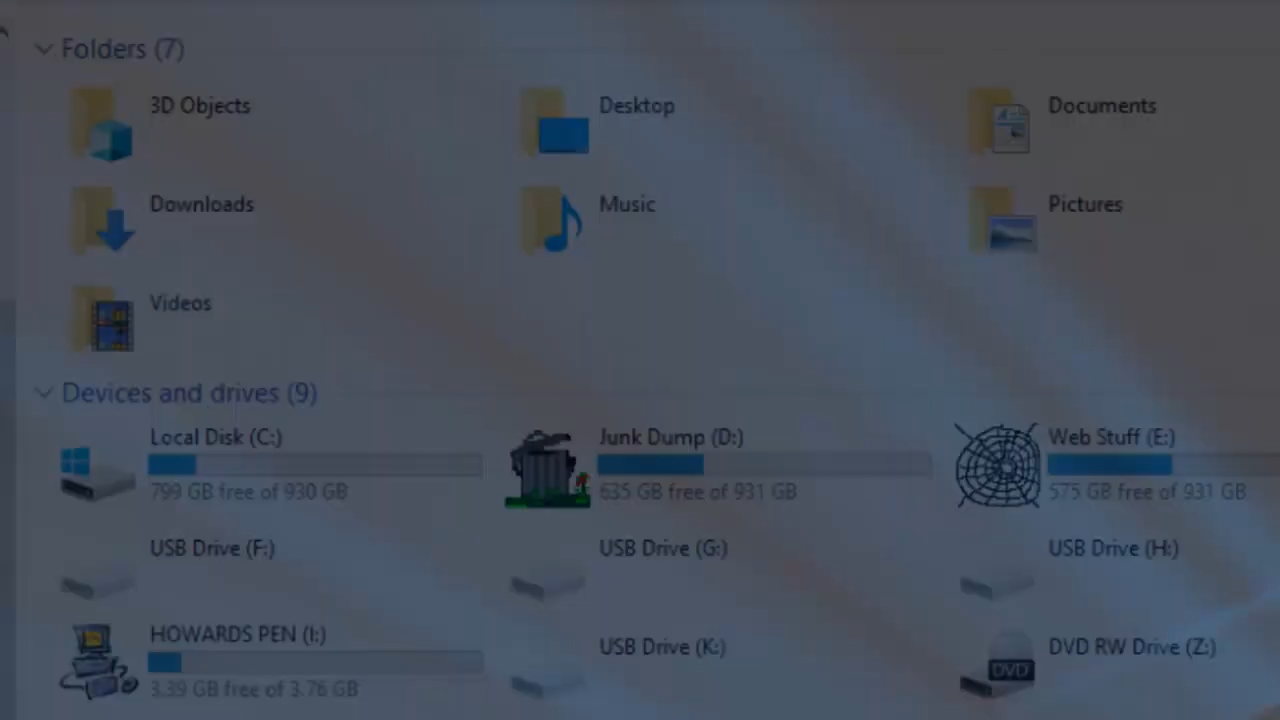 Folders (7)
3D Objects
Desktop
Documents
Downloads
Music
Pictures
Videos
Devices and drives (9)
Local Disk (C:)
799 GB free of 930 GB
Junk Dump (D:)
635 GB free of 931 GB
Web Stuff (E:)
575 GB free of 931 GB
USB Drive (F:)
USB Drive (G:)
USB Drive (H:)
HOWARDS PEN (I:)
3.39 GB free of 3.76 GB
USB Drive (K:)
DVD RW Drive (Z:)
DVD